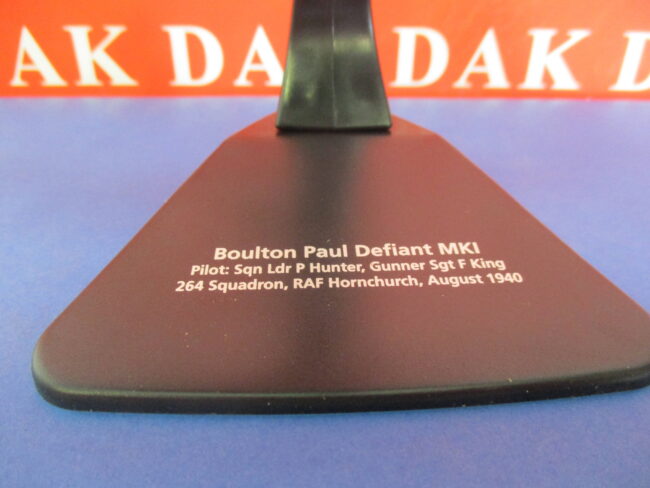 AK DAK DAK D
Boulton Paul Defiant MKI
Pilot: Sqn Ldr P Hunter, Gunner Sgt F King
264 Squadron, RAF Hornchurch, August 1940